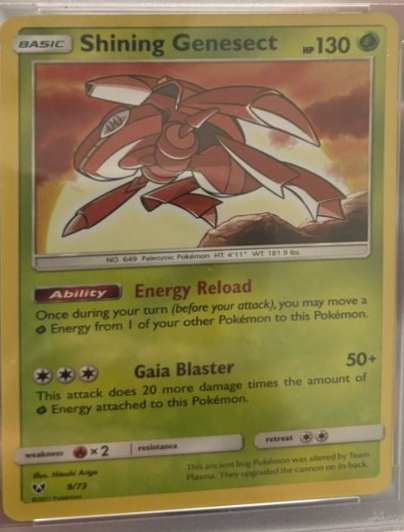 BASIC Shining Genesect HP 130
NO. 649 Paleozoic Pokémon HT: 4'11" WT: 181.9 lbs.
Ability Energy Reload
Once during your turn (before your attack), you may move a
Energy from 1 of your other Pokémon to this Pokémon.
Gaia Blaster 50+
This attack does 20 more damage times the amount of
Energy attached to this Pokémon.
weakness ×2 resistance retreat
This ancient bug Pokémon was altered by Team
Plasma. They upgraded the cannon on its back.
Illus. Hitoshi Ariga
9/73
©2017 Pokémon